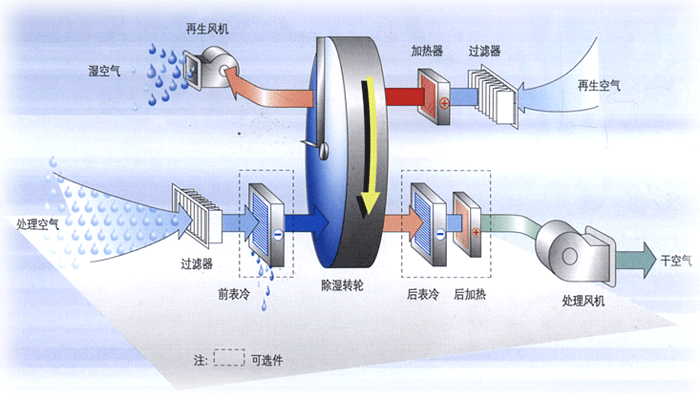 再生风机
加热器
过滤器
湿空气
再生空气
处理空气
过滤器
前表冷
除湿转轮
后表冷
后加热
处理风机
干空气
注:
可选件